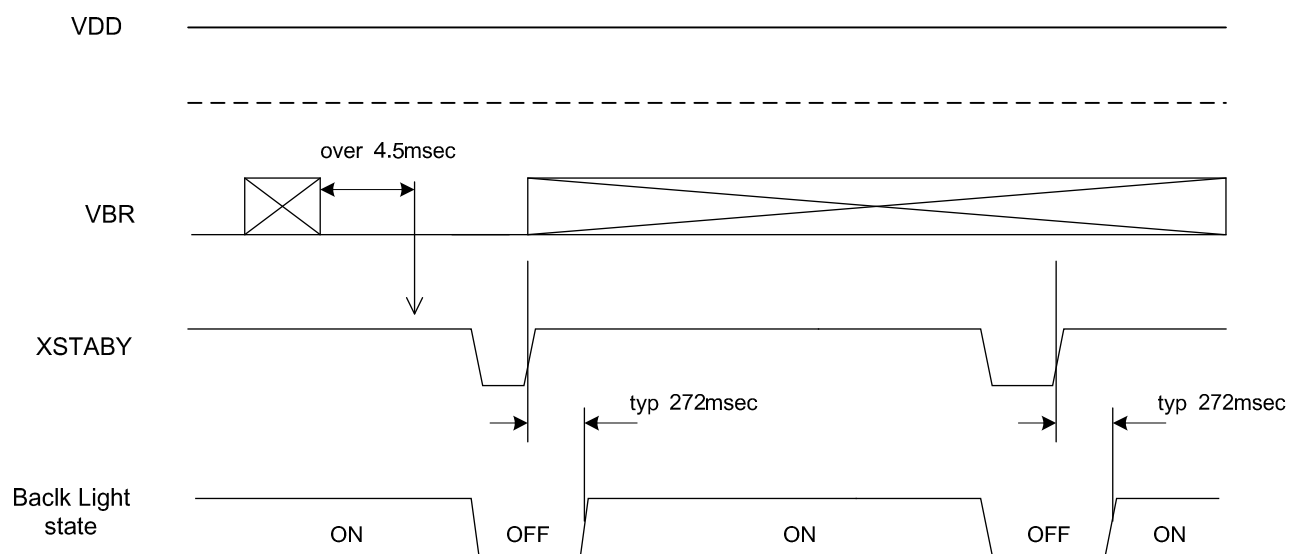 VDD
over 4.5msec
VBR
XSTABY
typ 272msec
typ 272msec
Baclk Light
state
ON
OFF
ON
OFF
ON